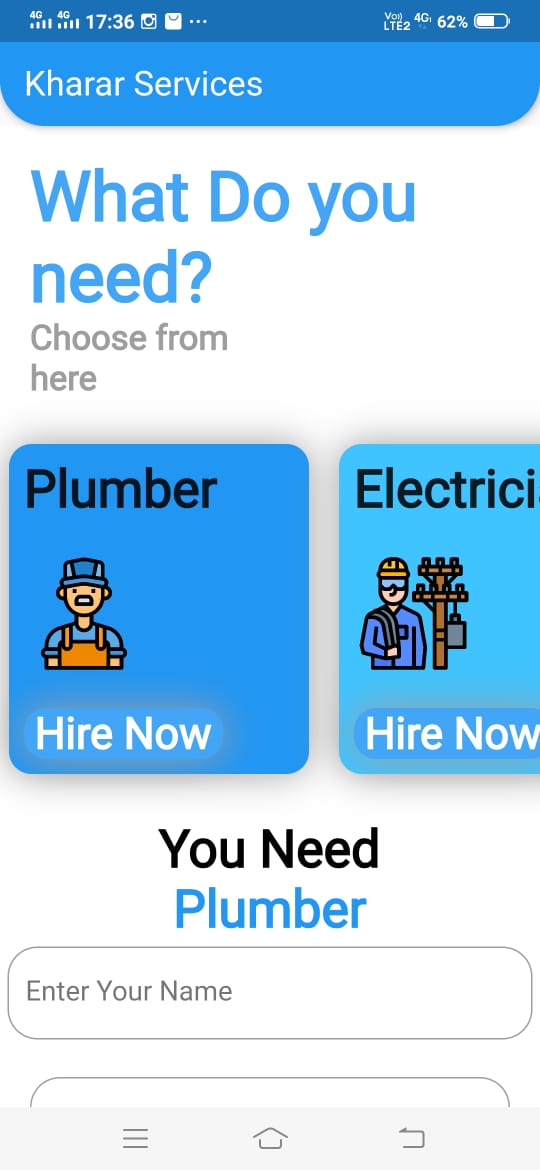 4G 4G 17:36 ... Vo)) LTE2 4G 62%
Kharar Services
What Do you
need?
Choose from
here
Plumber
Electrici
Hire Now
Hire Now
You Need
Plumber
Enter Your Name